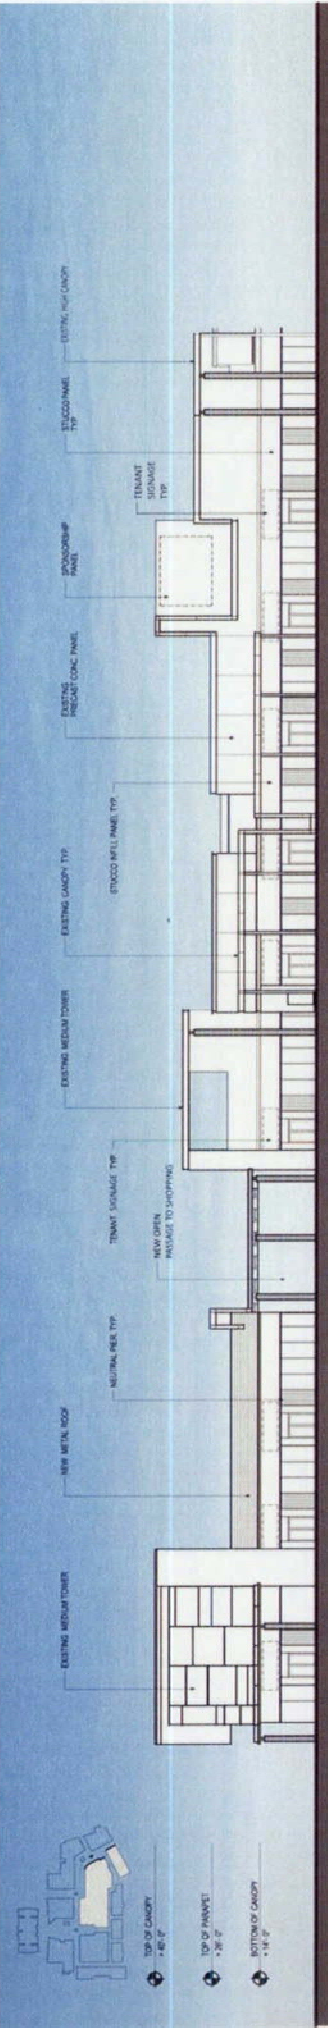 TOP OF CANOPY
+ 40'-0"
TOP OF PARAPET
+ 26'-0"
BOTTOM OF CANOPY
+ 14'-0"
EXISTING MEDIUM TOWER
NEW METAL ROOF
NEUTRAL PIER, TYP.
NEW OPEN
PASSAGE TO SHOPPING
TENANT SIGNAGE TYP.
EXISTING MEDIUM TOWER
EXISTING CANOPY TYP.
STUCCO INFILL PANEL TYP.
EXISTING
PRECAST CONC. PANEL
SPONSORSHIP
PANEL
TENANT
SIGNAGE
TYP.
STUCCO PANEL
TYP.
EXISTING HIGH CANOPY